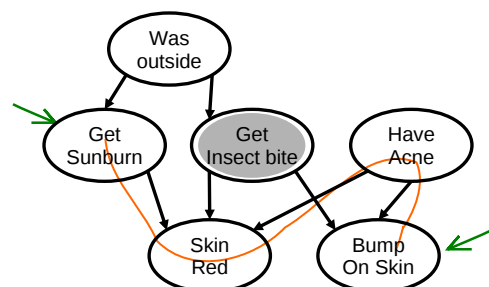 Was
outside
Get
Sunburn
Get
Insect bite
Have
Acne
Skin
Red
Bump
On Skin